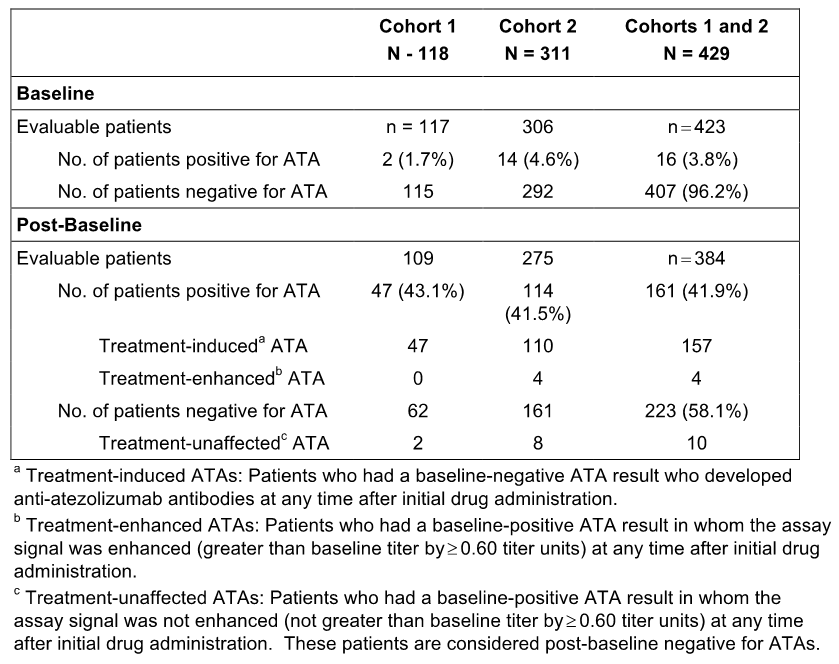 Cohort 1 Cohort 2 Cohorts 1 and 2
N - 118 N = 311 N = 429
Baseline
Evaluable patients n = 117 306 n = 423
No. of patients positive for ATA 2 (1.7%) 14 (4.6%) 16 (3.8%)
No. of patients negative for ATA 115 292 407 (96.2%)
Post-Baseline
Evaluable patients 109 275 n = 384
No. of patients positive for ATA 47 (43.1%) 114 161 (41.9%)
(41.5%)
Treatment-inducedᵃ ATA 47 110 157
Treatment-enhancedᵇ ATA 0 4 4
No. of patients negative for ATA 62 161 223 (58.1%)
Treatment-unaffectedᶜ ATA 2 8 10
ᵃ Treatment-induced ATAs: Patients who had a baseline-negative ATA result who developed
anti-atezolizumab antibodies at any time after initial drug administration.
ᵇ Treatment-enhanced ATAs: Patients who had a baseline-positive ATA result in whom the assay
signal was enhanced (greater than baseline titer by ≥ 0.60 titer units) at any time after initial drug
administration.
ᶜ Treatment-unaffected ATAs: Patients who had a baseline-positive ATA result in whom the
assay signal was not enhanced (not greater than baseline titer by ≥ 0.60 titer units) at any time
after initial drug administration. These patients are considered post-baseline negative for ATAs.